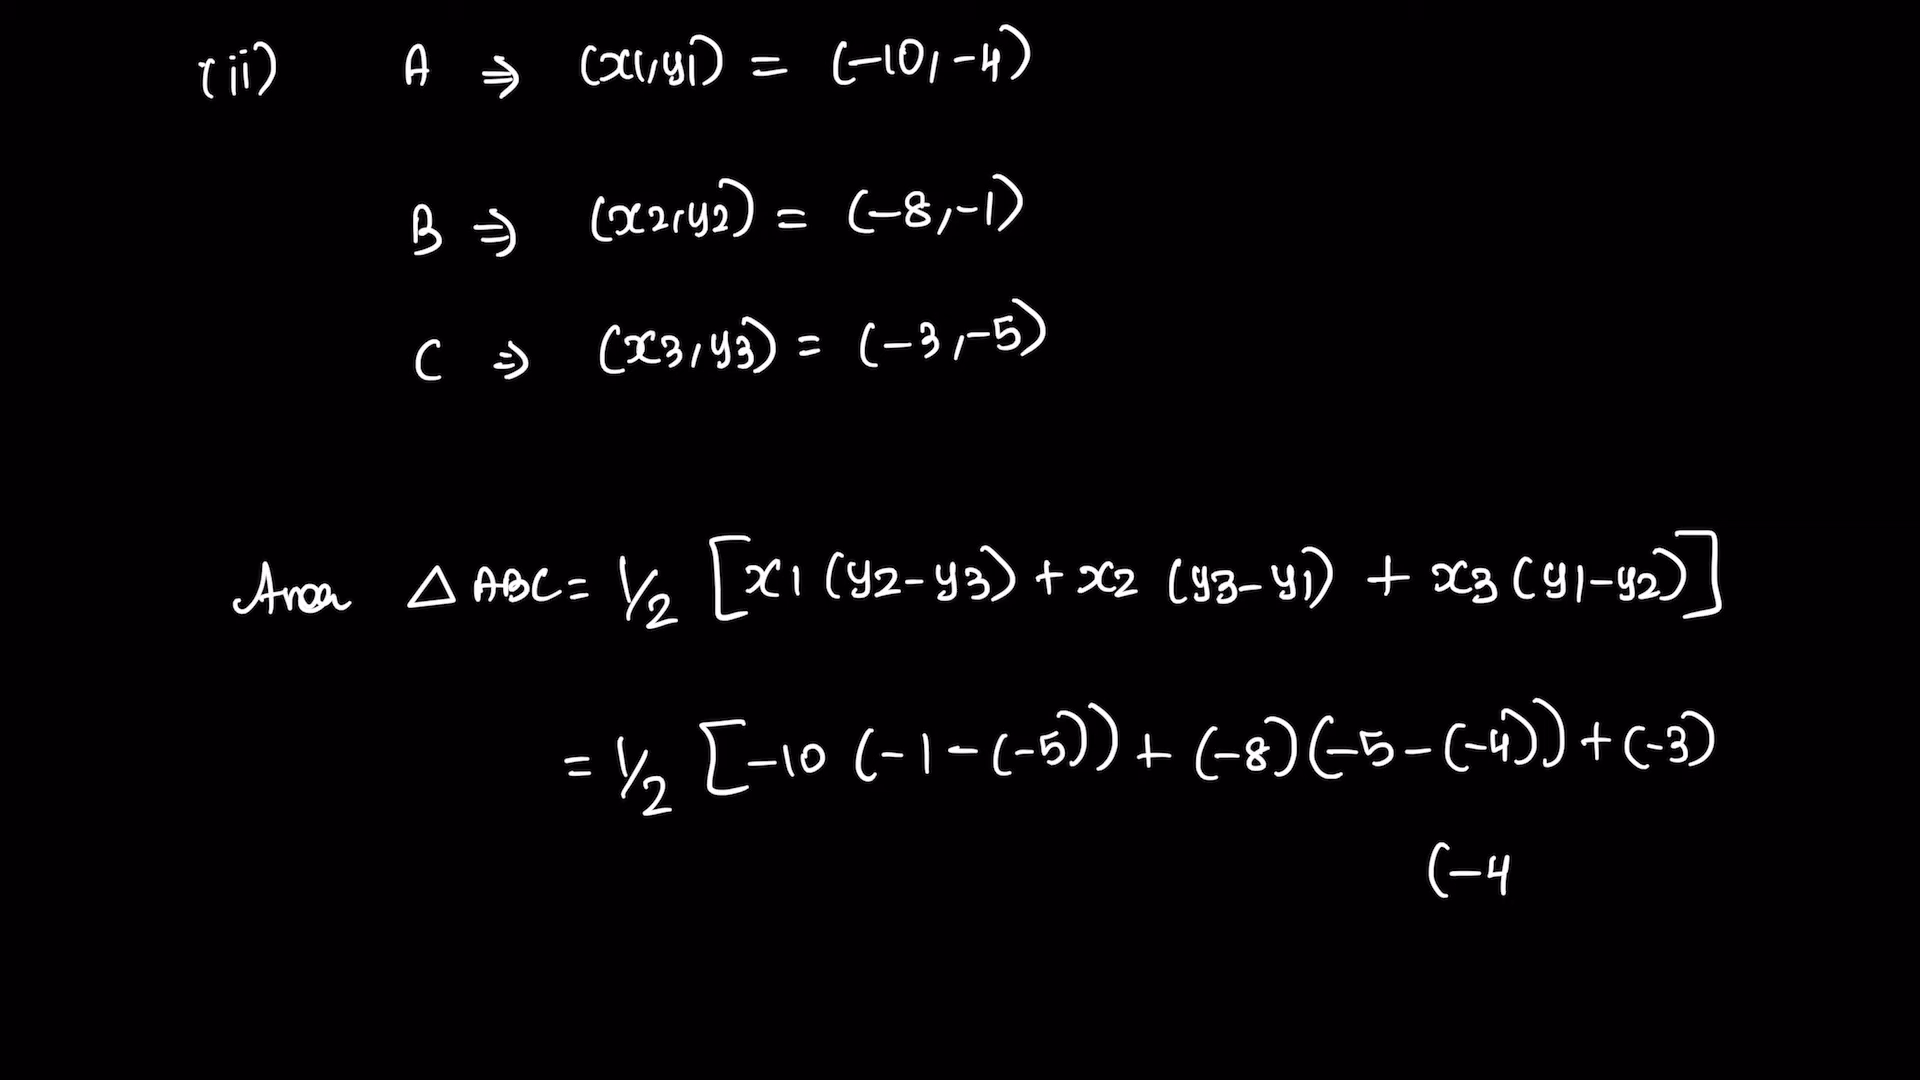 (ii) A ⇒ (x1,y1) = (-10,-4)
B ⇒ (x2,y2) = (-8,-1)
C ⇒ (x3,y3) = (-3,-5)
Area △ ABC = 1/2 [x1 (y2-y3) + x2 (y3-y1) + x3 (y1-y2)]
= 1/2 [-10 (-1-(-5)) + (-8)(-5-(-4)) + (-3)
(-4